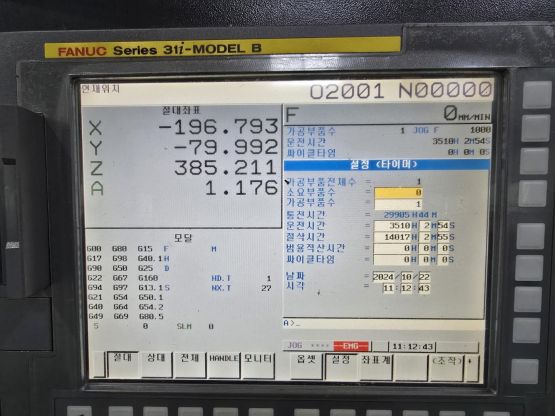 FANUC Series 31i-MODEL B
현재위치
O2001 N00000
절대좌표
X -196.793
Y -79.992
Z 385.211
A 1.176
F 0MM/MIN
가공부품수 1 JOG F 1000
운전시간 3510H 2M54S
싸이클타임 0H 0M 0S
설정 (타이머)
가공부품전체수 = 1
소요부품수 = 0
가공부품수 = 1
통전시간 = 29905H44M
운전시간 = 3510H 2M54S
절삭시간 = 14017H 2M55S
범용적산시간 = 0H 0M 0S
싸이클타임 = 0H 0M 0S
날짜 = 2024/10/22
시각 = 11:12:43
모달
G00 G80 G15 F M
G17 G98 G40.1 H
G90 G50 G25 D
G22 G67 G160 HD.T 1
G94 G97 G13.1 S NX.T 27
G21 G54 G50.1
G40 G64 G54.2
G49 G69 G80.5
S 0 SLM 0
A>_
JOG **** --EMG-- 11:12:43
절대 상대 전체 HANDLE 모니터
옵셋 설정 좌표계 (조작) +